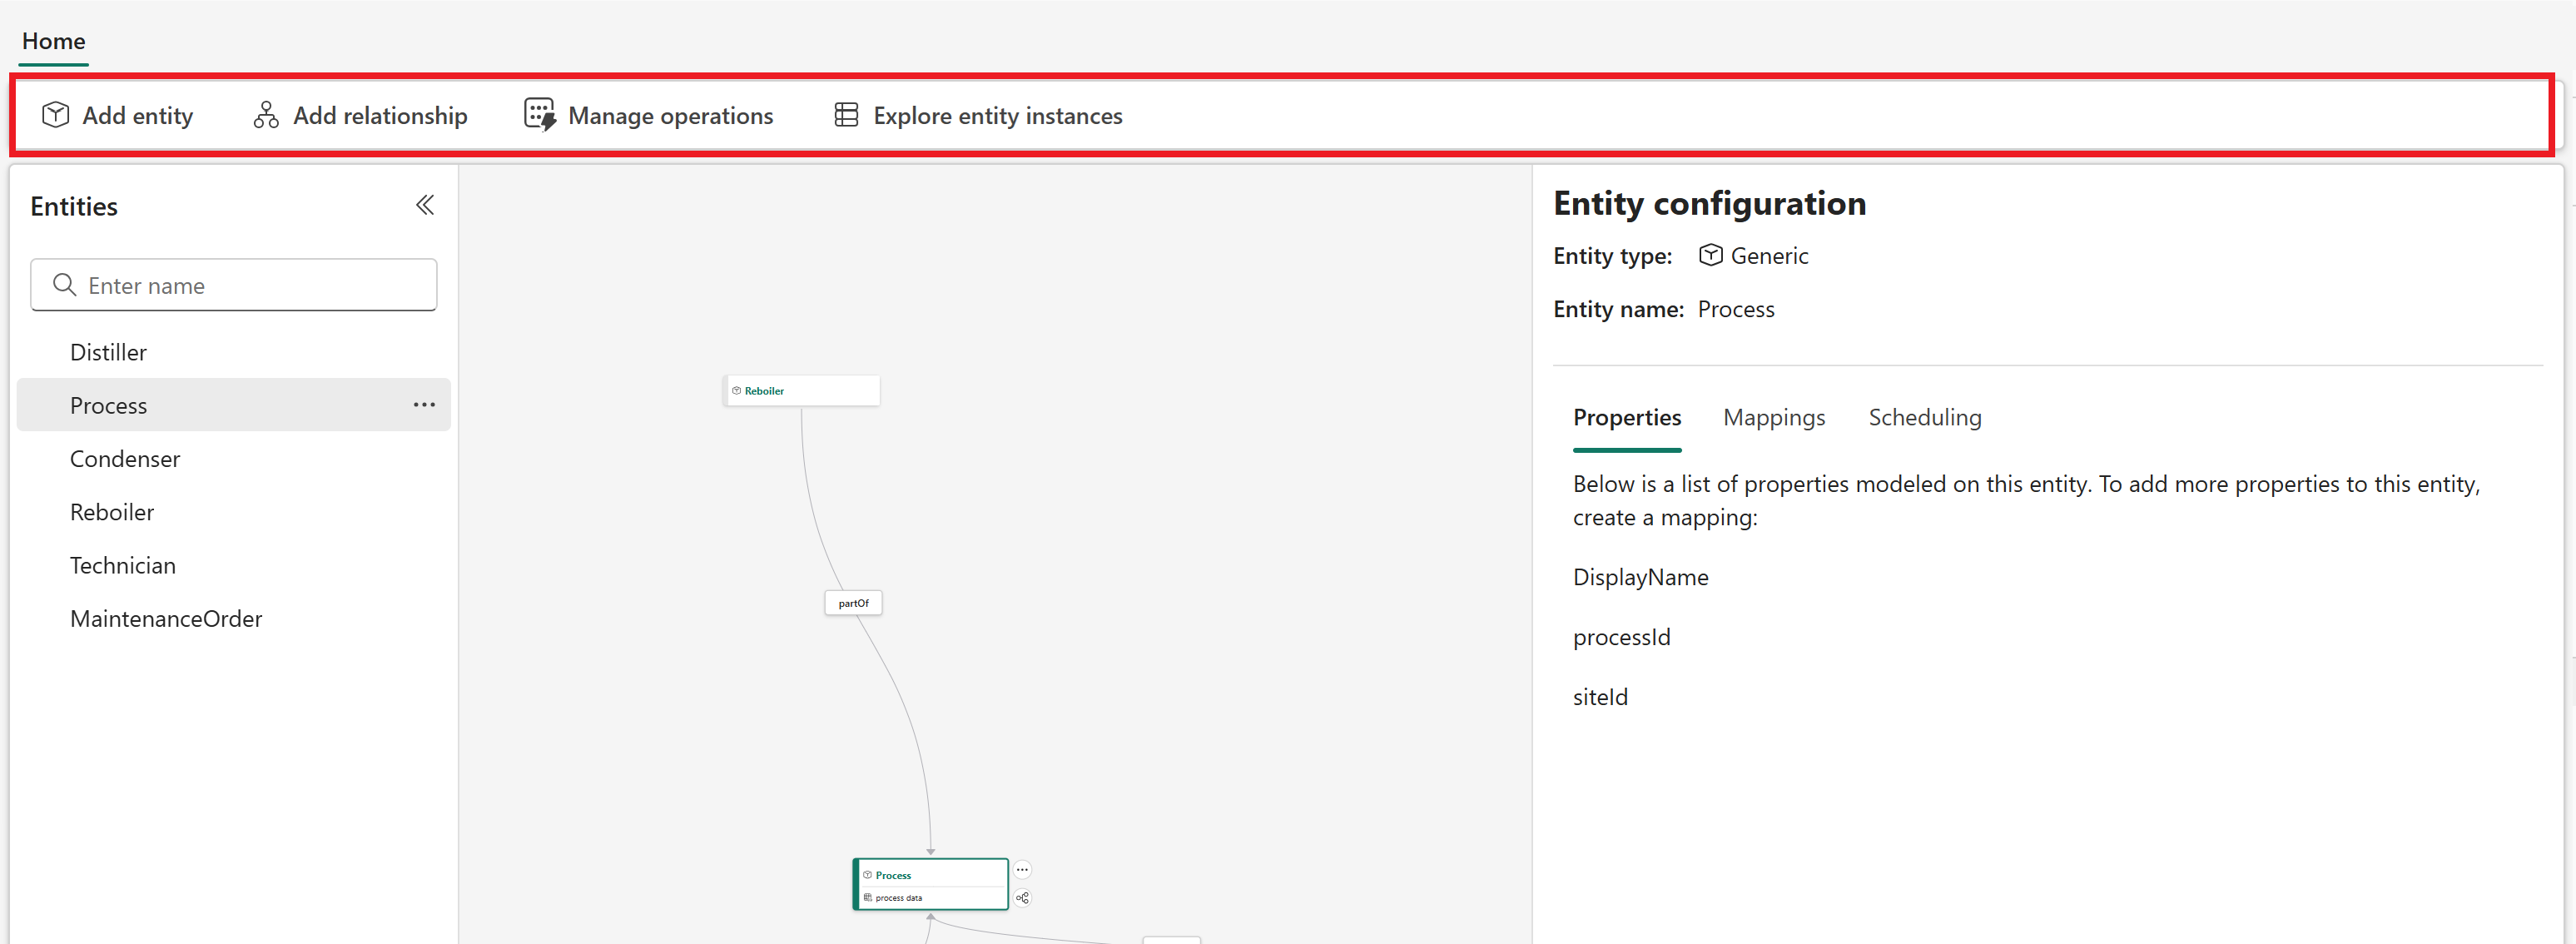 Home
Add entity
Add relationship
Manage operations
Explore entity instances
Entities
Enter name
Distiller
Process
Condenser
Reboiler
Technician
MaintenanceOrder
Reboiler
partOf
Process
process data
Entity configuration
Entity type: Generic
Entity name: Process
Properties
Mappings
Scheduling
Below is a list of properties modeled on this entity. To add more properties to this entity,
create a mapping:
DisplayName
processId
siteId